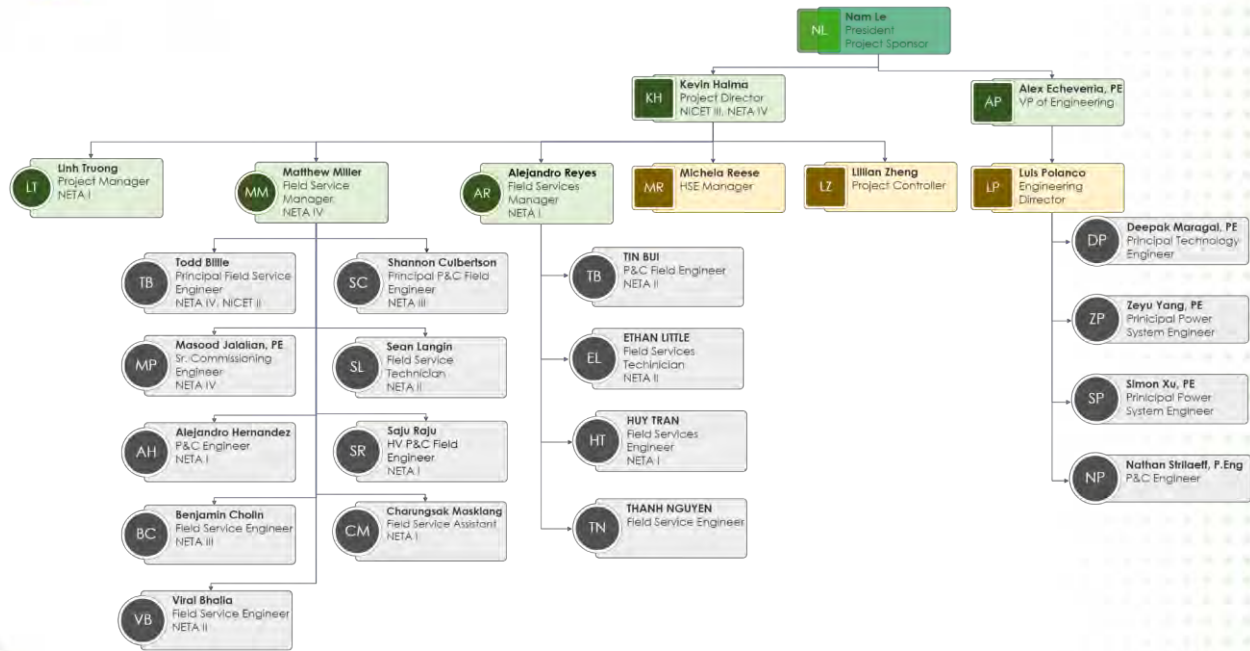 NL
Nam Le
President
Project Sponsor
KH
Kevin Halma
Project Director
NICET III, NETA IV
AP
Alex Echeverria, PE
VP of Engineering
LT
Linh Truong
Project Manager
NETA I
MM
Matthew Miller
Field Service
Manager
NETA IV
AR
Alejandro Reyes
Field Services
Manager
NETA I
MR
Michela Reese
HSE Manager
LZ
Lillian Zheng
Project Controller
LP
Luis Polanco
Engineering
Director
TB
Todd Billie
Principal Field Service
Engineer
NETA IV, NICET II
SC
Shannon Culbertson
Principal P&C Field
Engineer
NETA III
TB
TIN BUI
P&C Field Engineer
NETA II
DP
Deepak Maragal, PE
Principal Technology
Engineer
MP
Masood Jalalian, PE
Sr. Commissioning
Engineer
NETA IV
SL
Sean Langin
Field Service
Technician
NETA II
EL
ETHAN LITTLE
Field Services
Techinician
NETA II
ZP
Zeyu Yang, PE
Prinicipal Power
System Engineer
AH
Alejandro Hernandez
P&C Engineer
NETA I
SR
Saju Raju
HV P&C Field
Engineer
NETA I
HT
HUY TRAN
Field Services
Engineer
NETA I
SP
Simon Xu, PE
Prinicipal Power
System Engineer
BC
Benjamin Cholin
Field Service Engineer
NETA III
CM
Charungsak Masklang
Field Service Assistant
NETA I
TN
THANH NGUYEN
Field Service Engineer
NP
Nathan Strilaeff, P.Eng
P&C Engineer
VB
Viral Bhalia
Field Service Engineer
NETA II